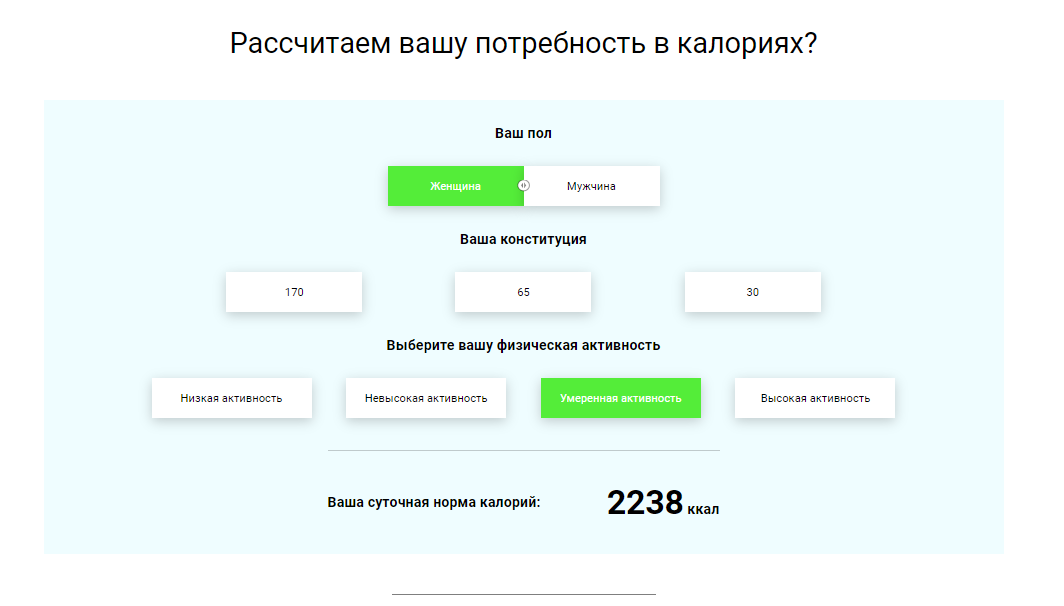 Рассчитаем вашу потребность в калориях?
Ваш пол
Женщина Мужчина
Ваша конституция
170 65 30
Выберите вашу физическая активность
Низкая активность Невысокая активность Умеренная активность Высокая активность
Ваша суточная норма калорий: 2238 ккал